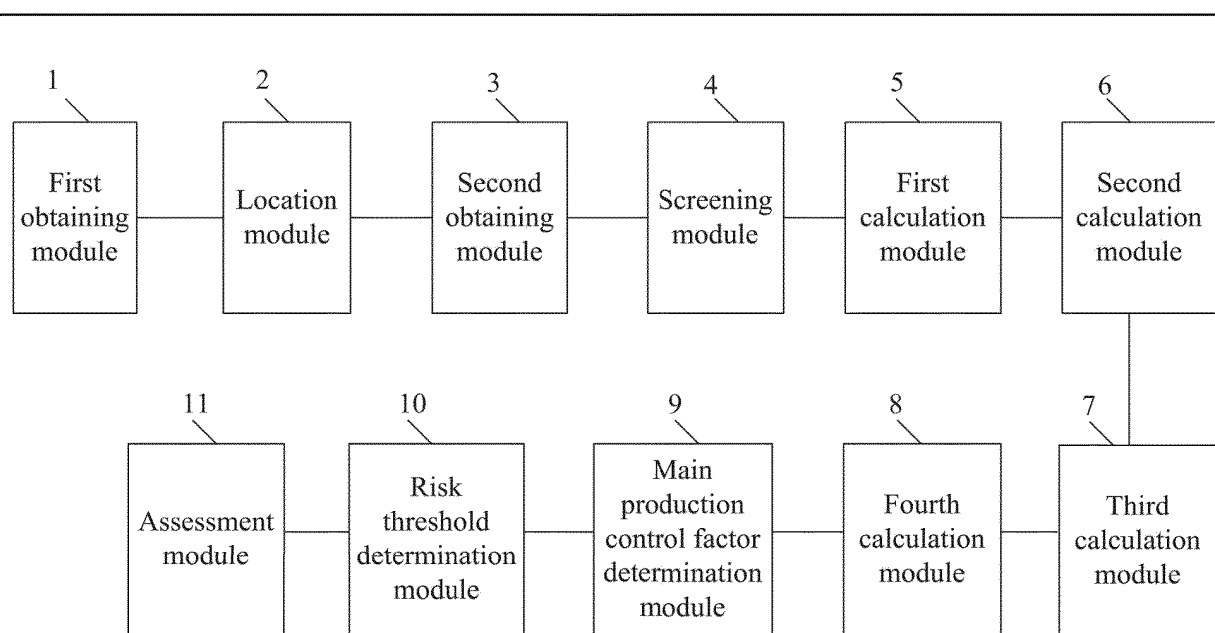 1 2 3 4 5 6
First
obtaining
module
Location
module
Second
obtaining
module
Screening
module
First
calculation
module
Second
calculation
module
11 10 9 8 7
Assessment
module
Risk
threshold
determination
module
Main
production
control factor
determination
module
Fourth
calculation
module
Third
calculation
module